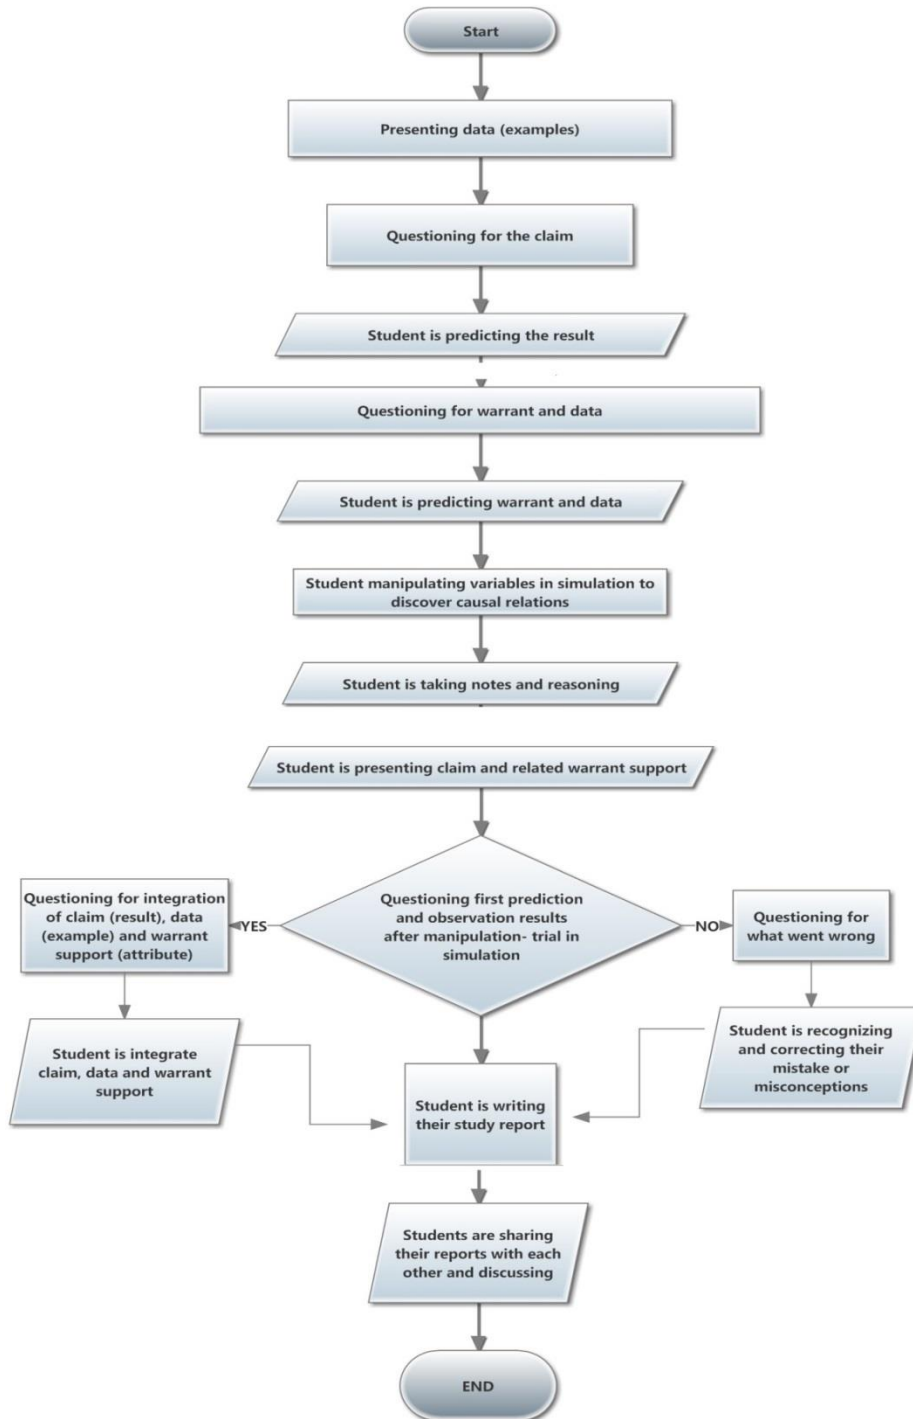 Start
Presenting data (examples)
Questioning for the claim
Student is predicting the result
Questioning for warrant and data
Student is predicting warrant and data
Student manipulating variables in simulation to
discover causal relations
Student is taking notes and reasoning
Student is presenting claim and related warrant support
Questioning first prediction
and observation results
after manipulation- trial in
simulation
YES
NO
Questioning for integration
of claim (result), data
(example) and warrant
support (attribute)
Questioning for
what went wrong
Student is integrate
claim, data and warrant
support
Student is recognizing
and correcting their
mistake or
misconceptions
Student is writing
their study report
Students are sharing
their reports with each
other and discussing
END